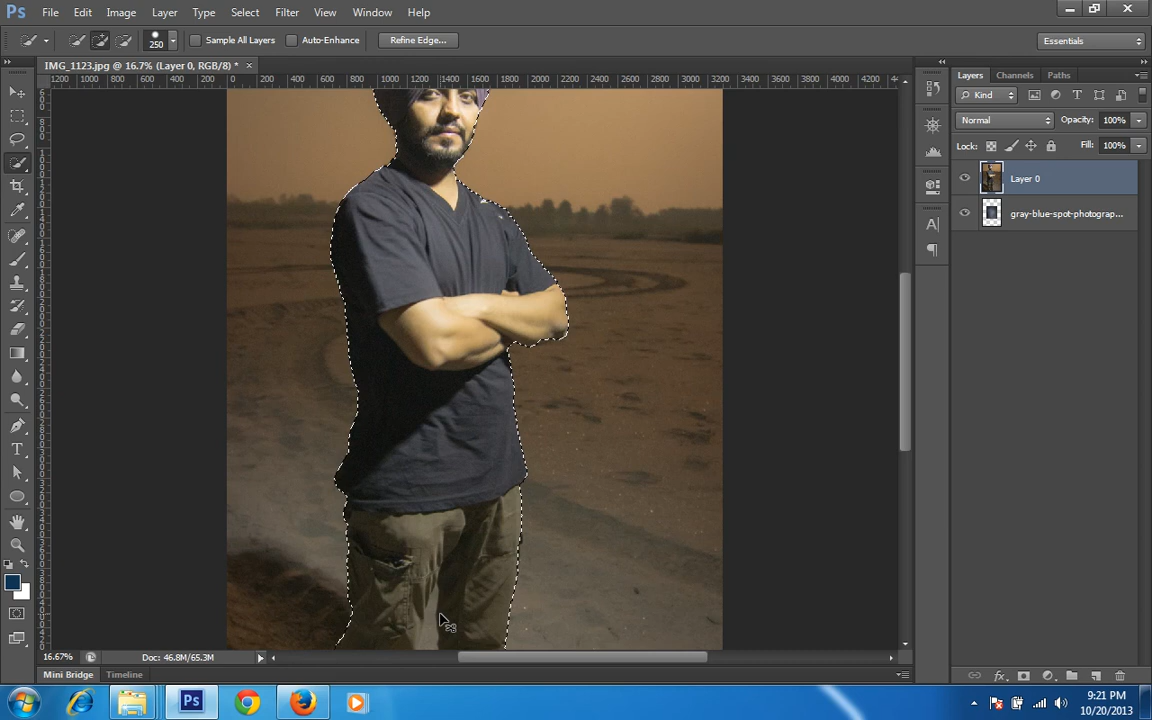 Ps File Edit Image Layer Type Select Filter View Window Help
250 Sample All Layers Auto-Enhance Refine Edge... Essentials
IMG_1123.jpg @ 16.7% (Layer 0, RGB/8) * ×
1200 1000 800 600 400 200 0 200 400 600 800 1000 1200 1400 1600 1800 2000 2200 2400 2600 2800 3000 3200 3400 3600 3800 4000 4200
Layers Channels Paths
Kind
Normal Opacity: 100%
Lock: Fill: 100%
Layer 0
gray-blue-spot-photograp...
16.67% Doc: 46.8M/65.3M
Mini Bridge Timeline
Ps 9:21 PM
10/20/2013